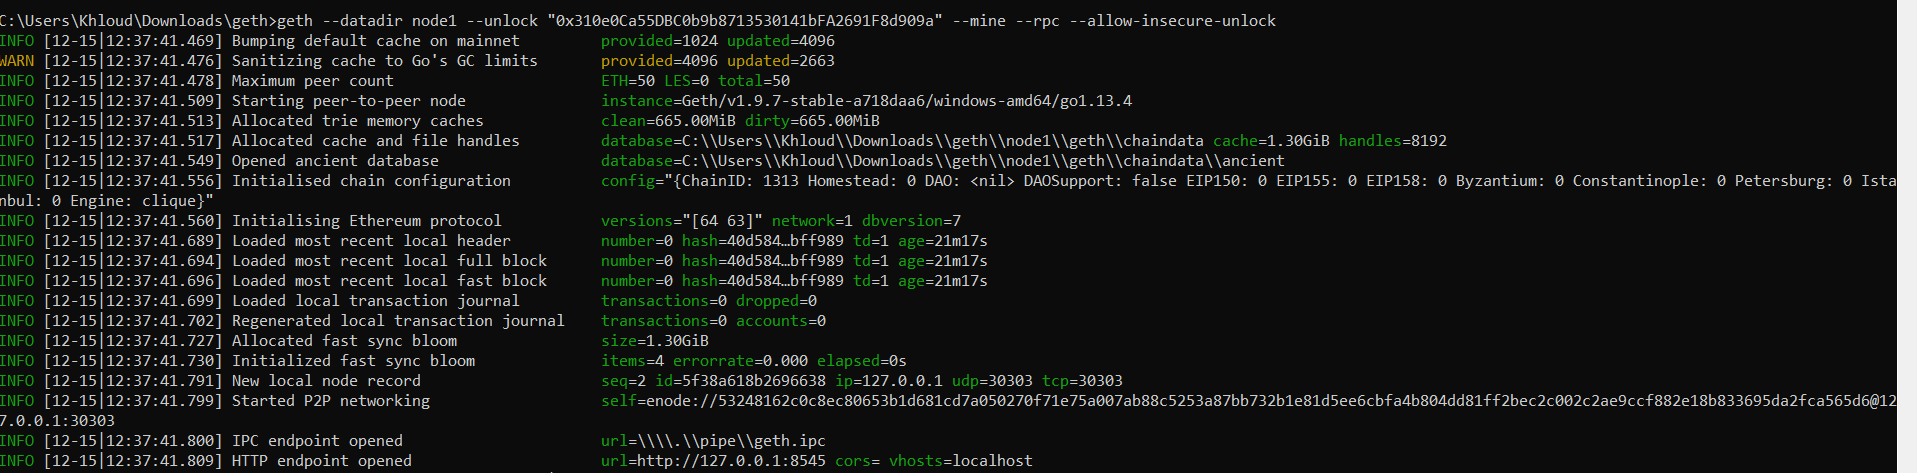 C:\Users\Khloud\Downloads\geth>geth --datadir node1 --unlock "0x310e0Ca55DBC0b9b8713530141bFA2691F8d909a" --mine --rpc --allow-insecure-unlock
INFO [12-15|12:37:41.469] Bumping default cache on mainnet         provided=1024 updated=4096
WARN [12-15|12:37:41.476] Sanitizing cache to Go's GC limits       provided=4096 updated=2663
INFO [12-15|12:37:41.478] Maximum peer count                       ETH=50 LES=0 total=50
INFO [12-15|12:37:41.509] Starting peer-to-peer node               instance=Geth/v1.9.7-stable-a718daa6/windows-amd64/go1.13.4
INFO [12-15|12:37:41.513] Allocated trie memory caches             clean=665.00MiB dirty=665.00MiB
INFO [12-15|12:37:41.517] Allocated cache and file handles         database=C:\\Users\\Khloud\\Downloads\\geth\\node1\\geth\\chaindata cache=1.30GiB handles=8192
INFO [12-15|12:37:41.549] Opened ancient database                  database=C:\\Users\\Khloud\\Downloads\\geth\\node1\\geth\\chaindata\\ancient
INFO [12-15|12:37:41.556] Initialised chain configuration          config="{ChainID: 1313 Homestead: 0 DAO: <nil> DAOSupport: false EIP150: 0 EIP155: 0 EIP158: 0 Byzantium: 0 Constantinople: 0 Petersburg: 0 Ista
nbul: 0 Engine: clique}"
INFO [12-15|12:37:41.560] Initialising Ethereum protocol           versions="[64 63]" network=1 dbversion=7
INFO [12-15|12:37:41.689] Loaded most recent local header          number=0 hash=40d584…bff989 td=1 age=21m17s
INFO [12-15|12:37:41.694] Loaded most recent local full block      number=0 hash=40d584…bff989 td=1 age=21m17s
INFO [12-15|12:37:41.696] Loaded most recent local fast block      number=0 hash=40d584…bff989 td=1 age=21m17s
INFO [12-15|12:37:41.699] Loaded local transaction journal         transactions=0 dropped=0
INFO [12-15|12:37:41.702] Regenerated local transaction journal    transactions=0 accounts=0
INFO [12-15|12:37:41.727] Allocated fast sync bloom                size=1.30GiB
INFO [12-15|12:37:41.730] Initialized fast sync bloom              items=4 errorrate=0.000 elapsed=0s
INFO [12-15|12:37:41.791] New local node record                    seq=2 id=5f38a618b2696638 ip=127.0.0.1 udp=30303 tcp=30303
INFO [12-15|12:37:41.799] Started P2P networking                   self=enode://53248162c0c8ec80653b1d681cd7a050270f71e75a007ab88c5253a87bb732b1e81d5ee6cbfa4b804dd81ff2bec2c002c2ae9ccf882e18b833695da2fca565d6@12
7.0.0.1:30303
INFO [12-15|12:37:41.800] IPC endpoint opened                      url=\\\\.\\pipe\\geth.ipc
INFO [12-15|12:37:41.809] HTTP endpoint opened                     url=http://127.0.0.1:8545 cors= vhosts=localhost